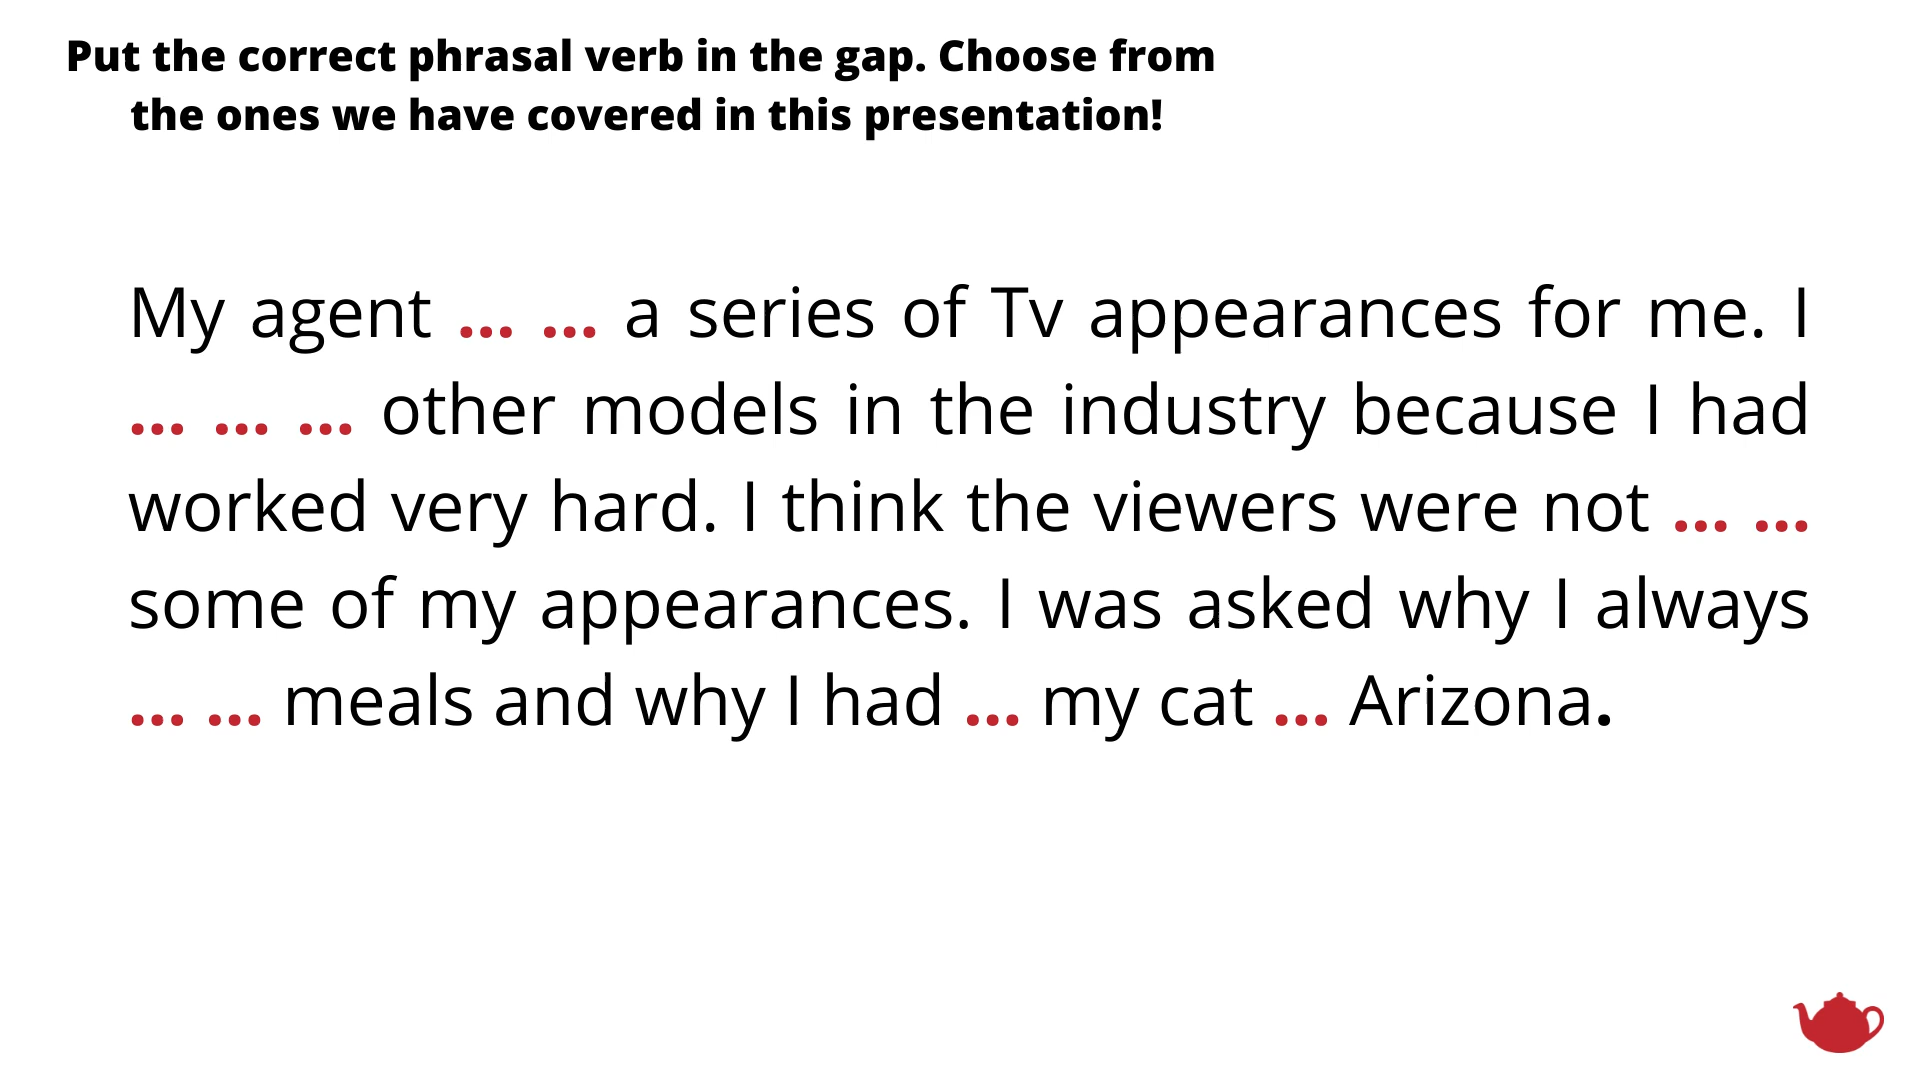 Put the correct phrasal verb in the gap. Choose from
the ones we have covered in this presentation!
My agent ... ... a series of Tv appearances for me. I
... ... ... other models in the industry because I had
worked very hard. I think the viewers were not ... ...
some of my appearances. I was asked why I always
... ... meals and why I had ... my cat ... Arizona.